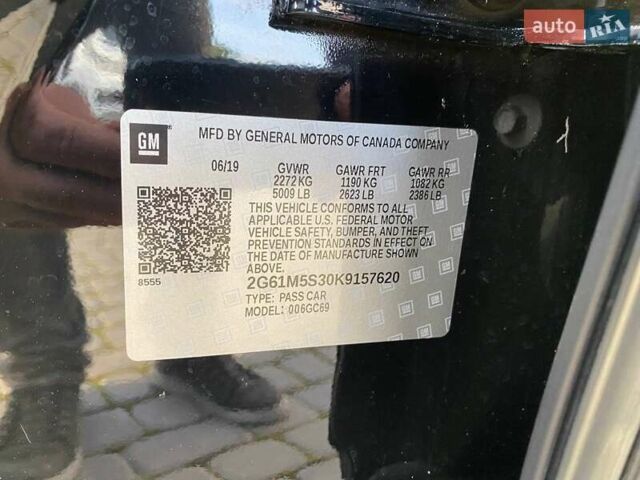 auto RIA
GM
MFD BY GENERAL MOTORS OF CANADA COMPANY
06/19 GVWR GAWR FRT GAWR RR
2272 KG 1190 KG 1082 KG
5009 LB 2623 LB 2386 LB
THIS VEHICLE CONFORMS TO ALL
APPLICABLE U.S. FEDERAL MOTOR
VEHICLE SAFETY, BUMPER, AND THEFT
PREVENTION STANDARDS IN EFFECT ON
THE DATE OF MANUFACTURE SHOWN
ABOVE.
8555
2G61M5S30K9157620
TYPE: PASS CAR
MODEL: 006GC69